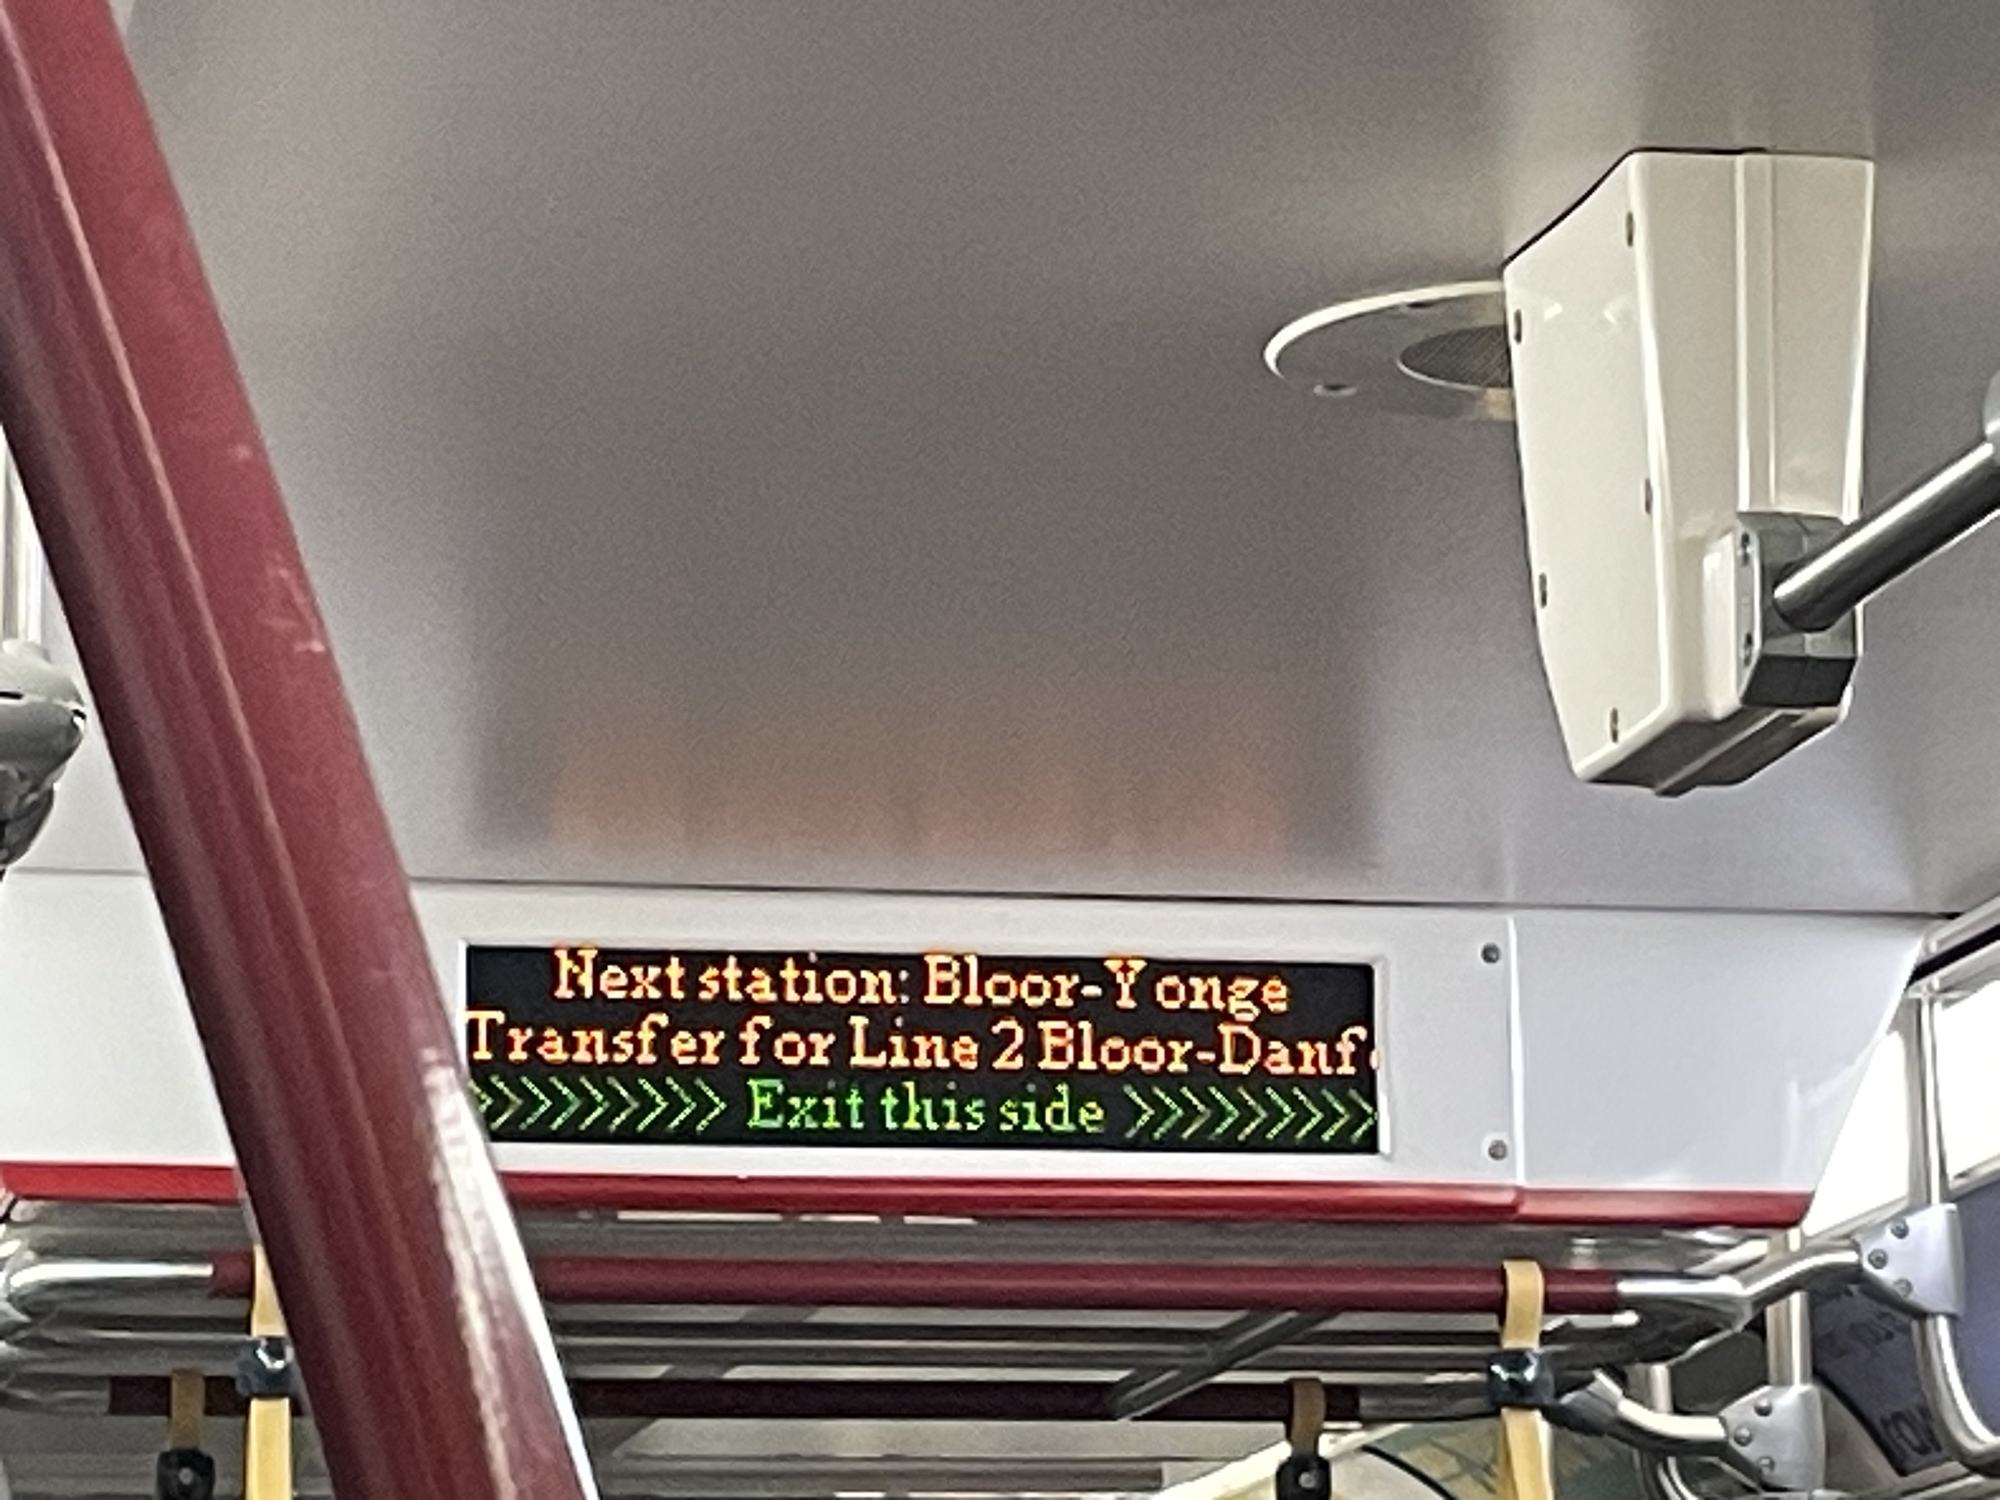 Next station: Bloor-Yonge
Transfer for Line 2 Bloor-Danf
>>>>>>>>> Exit this side >>>>>>>>>